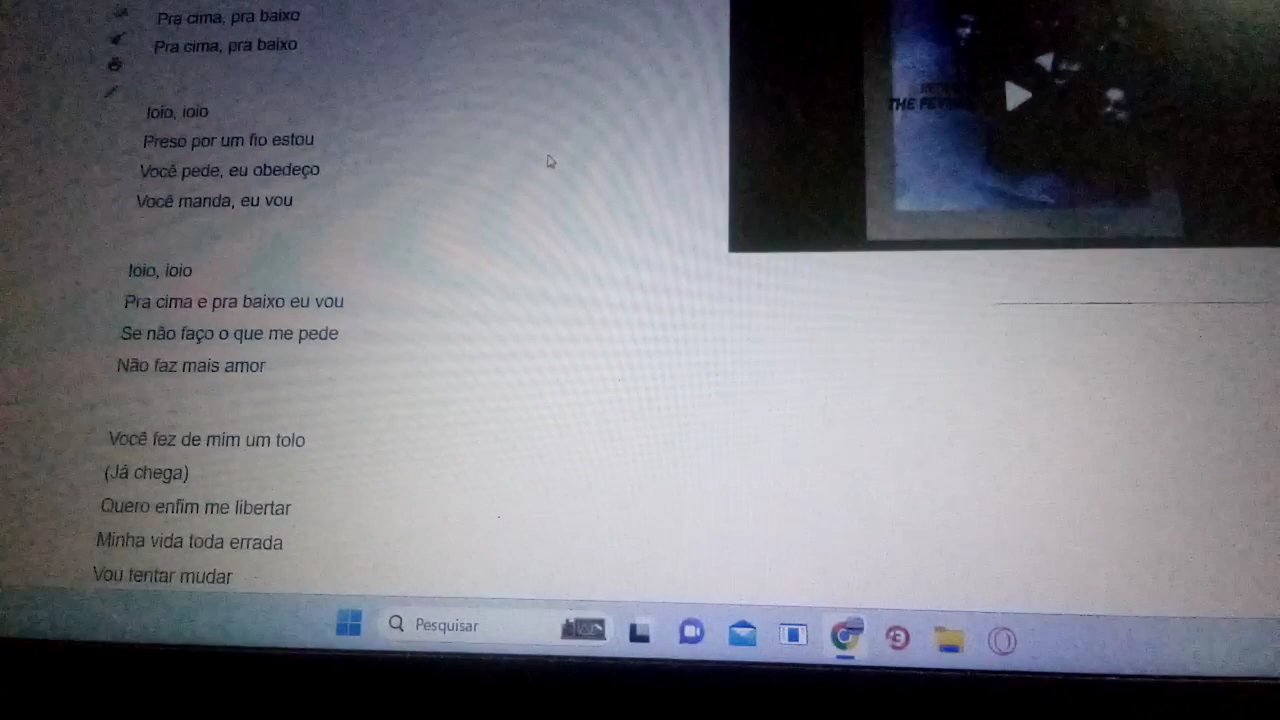 Pra cima, pra baixo
Pra cima, pra baixo
Ioio, ioio
Preso por um fio estou
Você pede, eu obedeço
Você manda, eu vou
Ioio, ioio
Pra cima e pra baixo eu vou
Se não faço o que me pede
Não faz mais amor
Você fez de mim um tolo
(Já chega)
Quero enfim me libertar
Minha vida toda errada
Vou tentar mudar
THE
Pesquisar